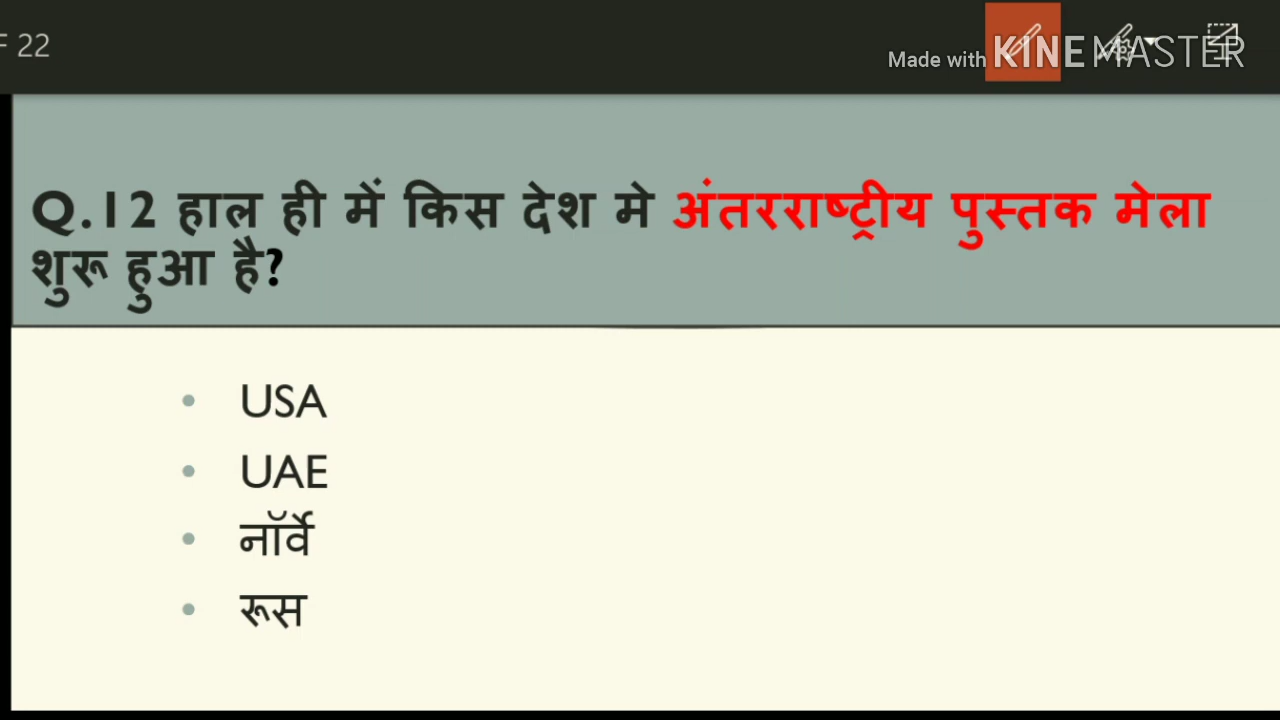 F 22
Made with KINEMASTER
Q.12 हाल ही में किस देश मे अंतरराष्ट्रीय पुस्तक मेला
शुरू हुआ है?
USA
UAE
नॉर्वे
रूस